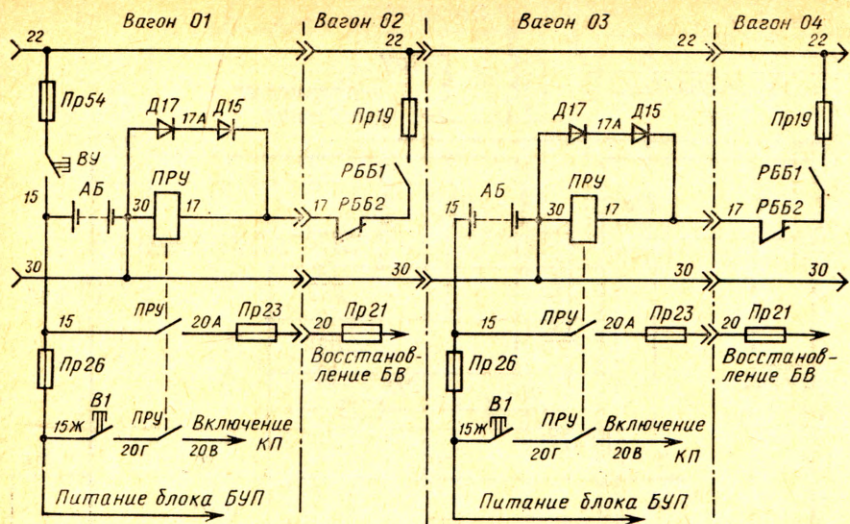 Вагон 01
Вагон 02
Вагон 03
Вагон 04
22
22
22
22
Пр54
Д17
17А
Д15
Пр19
Д17
17А
Д15
Пр19
ВУ
РББ1
РББ1
15
АБ
30
ПРУ
17
17
РББ2
15
АБ
30
ПРУ
17
17
РББ2
30
30
30
30
15
ПРУ
20А
Пр23
20
Пр21
15
ПРУ
20А
Пр23
20
Пр21
Восстанов-
ление БВ
Восстанов-
ление БВ
Пр26
Пр26
15Ж
В1
20Г
ПРУ
Включение
20В
КП
15Ж
В1
20Г
ПРУ
Включение
20В
КП
Питание блока БУП
Питание блока БУП